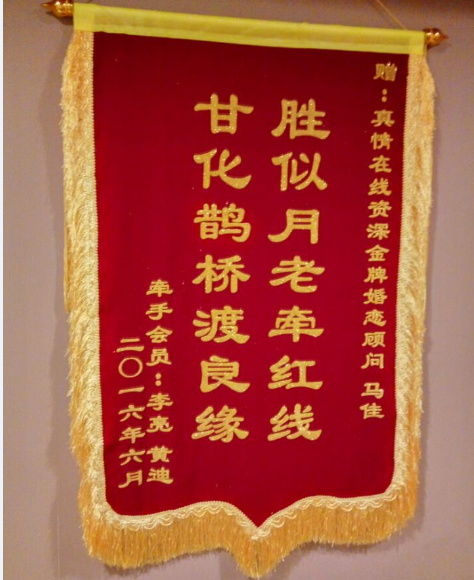 赠：真情在线资深金牌婚恋顾问 马佳
胜似月老牵红线
甘化鹊桥渡良缘
牵手会员：李亮 黄迪
二〇一六年六月